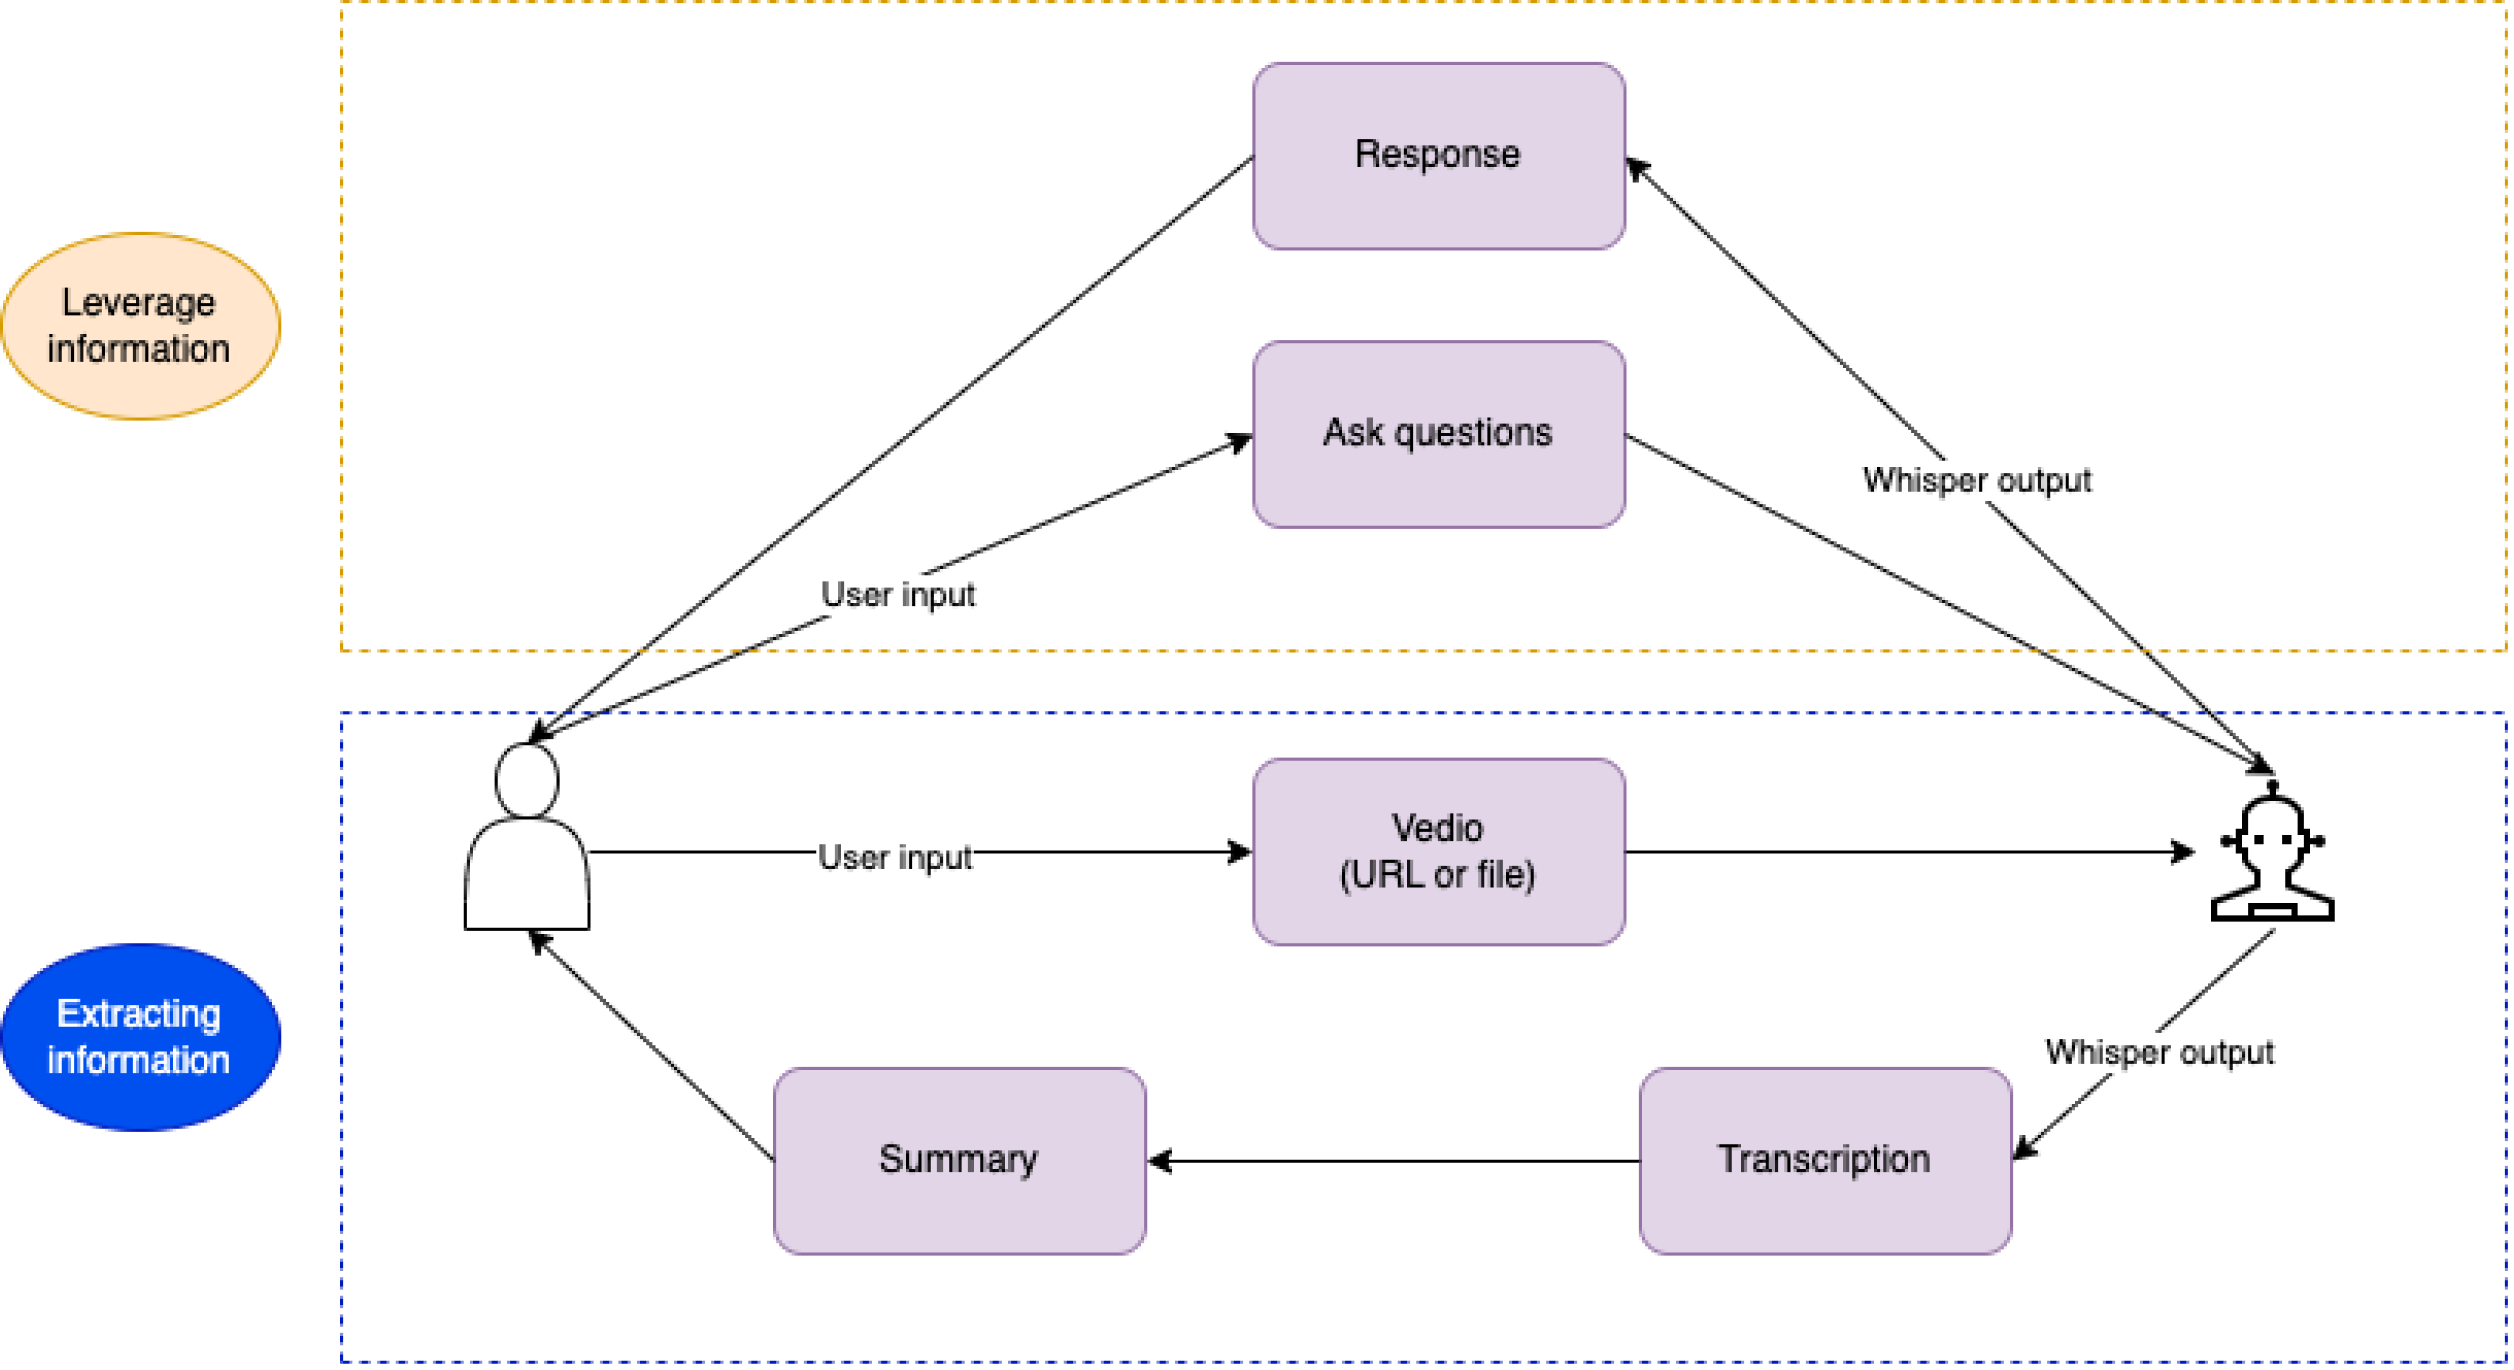 Response
Leverage
information
Ask questions
Whisper output
User input
Vedio
(URL or file)
User input
Extracting
information
Whisper output
Summary
Transcription